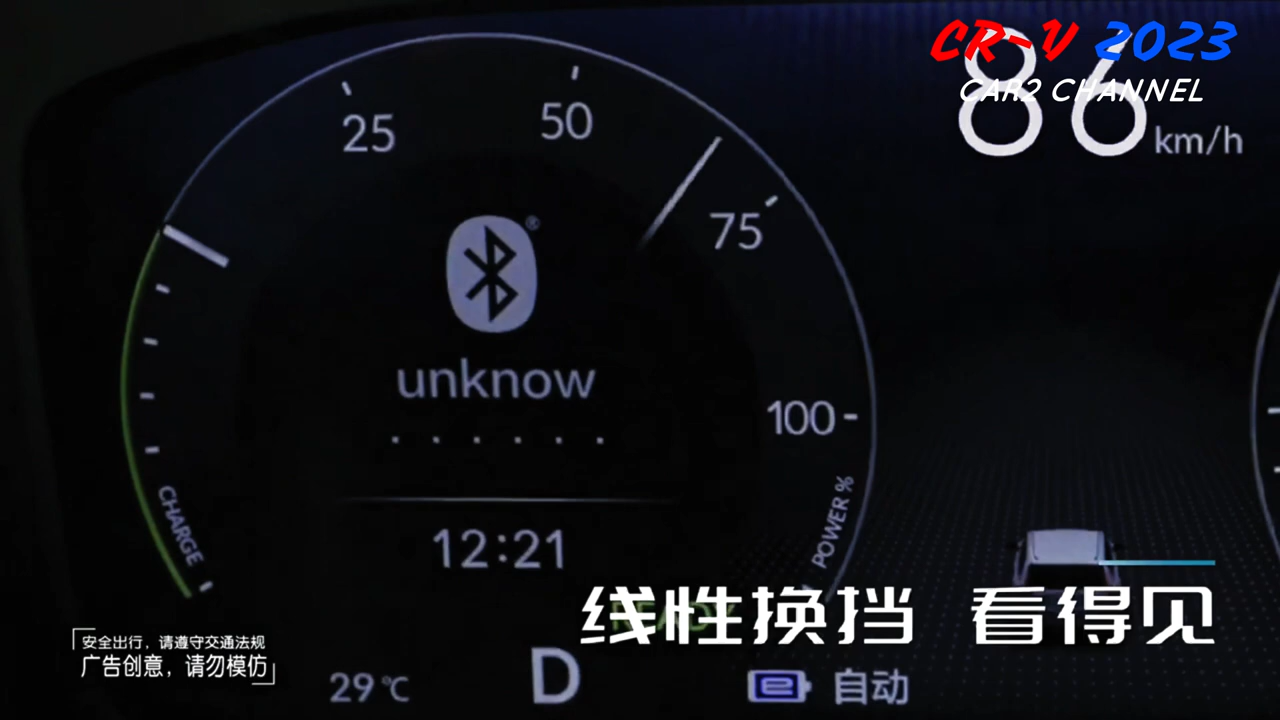 CR-V 2023
CAR2 CHANNEL
86 km/h
25
50
75
100
unknow
CHARGE
POWER %
12:21
READY
线性换挡 看得见
安全出行，请遵守交通法规
广告创意，请勿模仿
29℃
D
e
自动